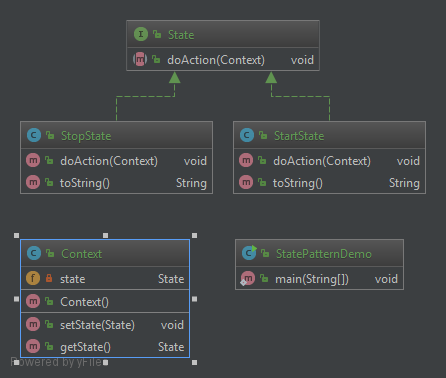 State
doAction(Context) void
StopState
doAction(Context) void
toString() String
StartState
doAction(Context) void
toString() String
Context
state State
Context()
setState(State) void
getState() State
StatePatternDemo
main(String[]) void
Powered by yFile